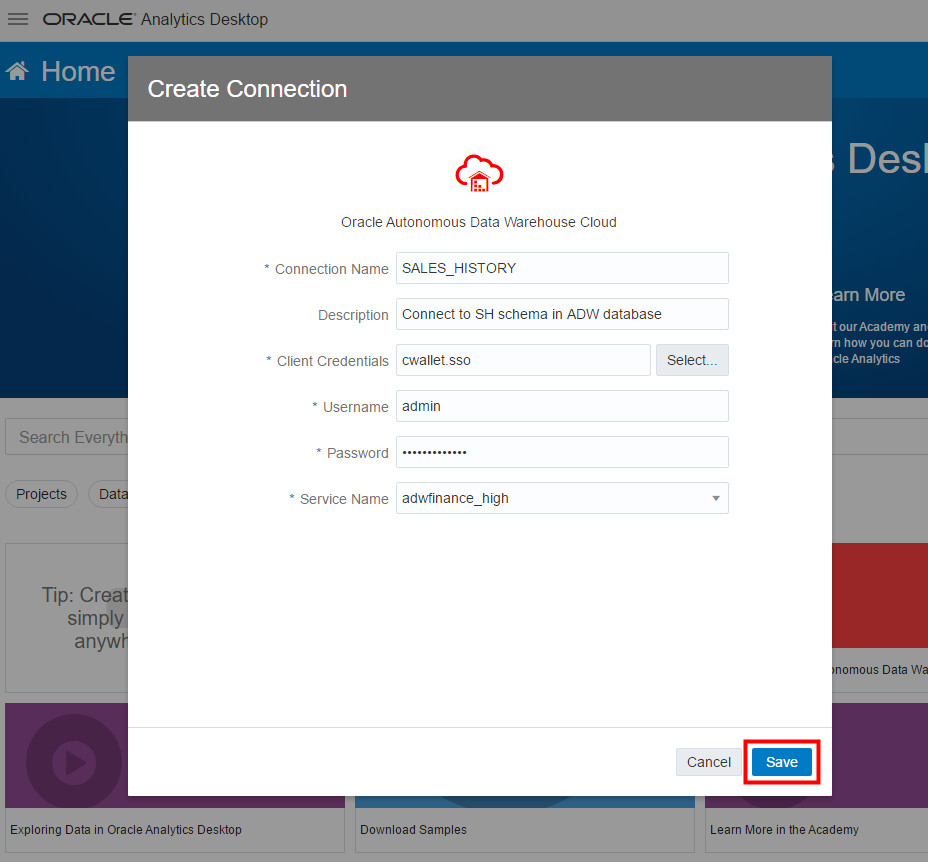 ORACLE Analytics Desktop
Home
Create Connection
Oracle Autonomous Data Warehouse Cloud
* Connection Name SALES_HISTORY
Description Connect to SH schema in ADW database
* Client Credentials cwallet.sso Select...
* Username admin
* Password •••••••••••••
* Service Name adwfinance_high
Cancel Save
s Des
arn More
t our Academy an
rn how you can do
cle Analytics
Search Everyth
Projects Data
Tip: Creat
simply
anywh
onomous Data Wa
Exploring Data in Oracle Analytics Desktop
Download Samples
Learn More in the Academy